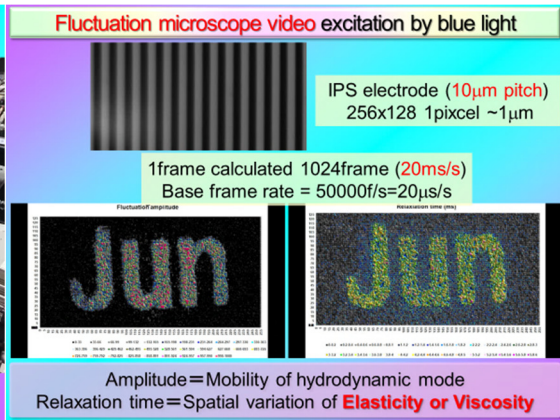 Fluctuation microscope video excitation by blue light
IPS electrode (10μm pitch)
256x128 1pixcel ~1μm
1frame calculated 1024frame (20ms/s)
Base frame rate = 50000f/s=20μs/s
Fluctuation amplitude
Relaxation time (ms)
Jun
Jun
Amplitude＝Mobility of hydrodynamic mode
Relaxation time＝Spatial variation of Elasticity or Viscosity